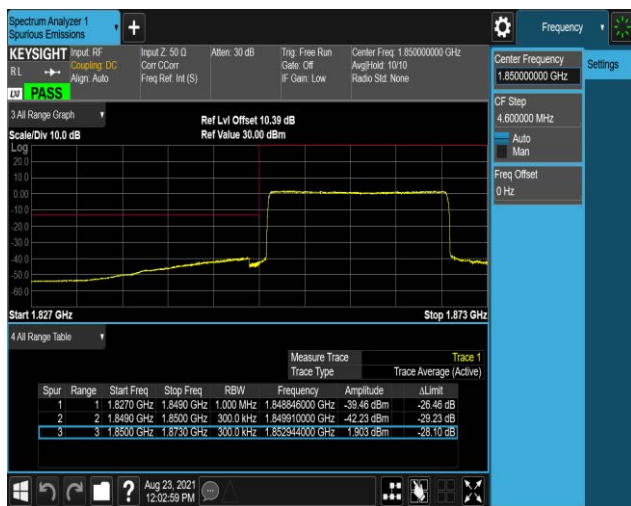 Spectrum Analyzer 1
Spurious Emissions
Frequency
KEYSIGHT Input: RF Input Z: 50 Ω Atten: 30 dB Trig: Free Run Center Freq: 1.850000000 GHz
RL Coupling: DC Corr CCorr Gate: Off Avg|Hold: 10/10
Align: Auto Freq Ref: Int (S) IF Gain: Low Radio Std: None
LXI PASS
Center Frequency
1.850000000 GHz
Settings
CF Step
4.600000 MHz
Auto
Man
Freq Offset
0 Hz
3 All Range Graph
Ref Lvl Offset 10.39 dB
Scale/Div 10.0 dB Ref Value 30.00 dBm
Log
20.0
10.0
0.00
-10.0
-20.0
-30.0
-40.0
-50.0
-60.0
Start 1.827 GHz Stop 1.873 GHz
4 All Range Table
Measure Trace Trace 1
Trace Type Trace Average (Active)
Spur Range Start Freq Stop Freq RBW Frequency Amplitude ΔLimit
1 1 1.8270 GHz 1.8490 GHz 1.000 MHz 1.848846000 GHz -39.46 dBm -26.46 dB
2 2 1.8490 GHz 1.8500 GHz 300.0 kHz 1.849910000 GHz -42.23 dBm -29.23 dB
3 3 1.8500 GHz 1.8730 GHz 300.0 kHz 1.852944000 GHz 1.903 dBm -28.10 dB
? Aug 23, 2021
12:02:59 PM